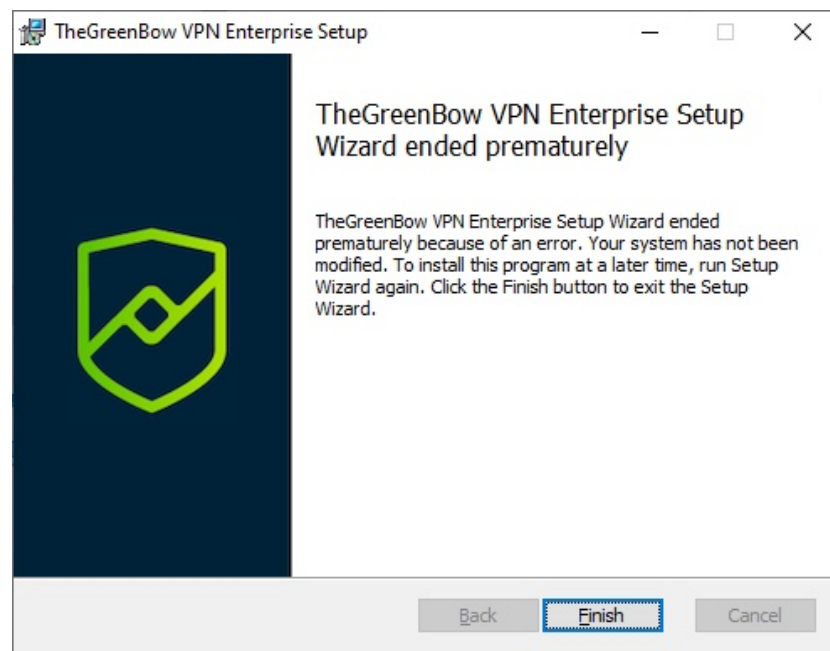 TheGreenBow VPN Enterprise Setup
TheGreenBow VPN Enterprise Setup
Wizard ended prematurely
TheGreenBow VPN Enterprise Setup Wizard ended
prematurely because of an error. Your system has not been
modified. To install this program at a later time, run Setup
Wizard again. Click the Finish button to exit the Setup
Wizard.
Back
Finish
Cancel